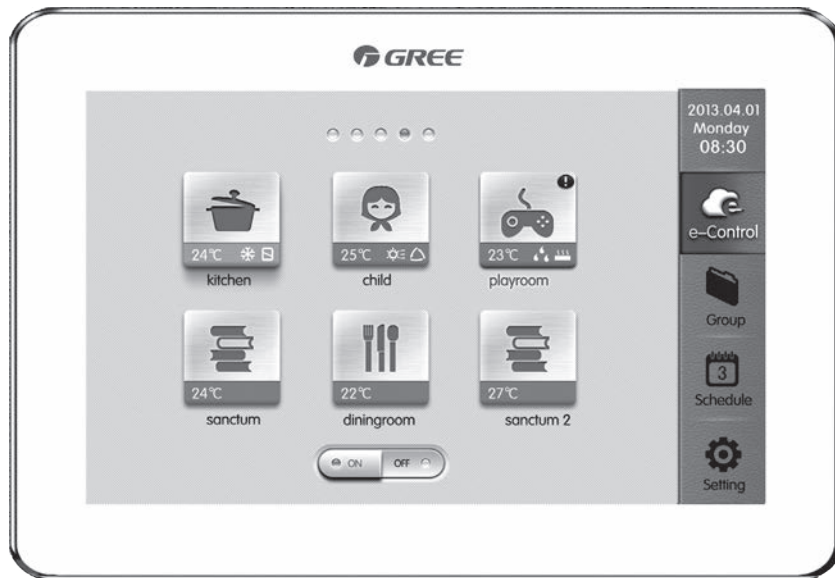 GREE
2013.04.01
Monday
08:30
e-Control
24℃
25℃
23℃
kitchen
child
playroom
Group
3
Schedule
24℃
22℃
27℃
sanctum
diningroom
sanctum 2
ON
OFF
Setting